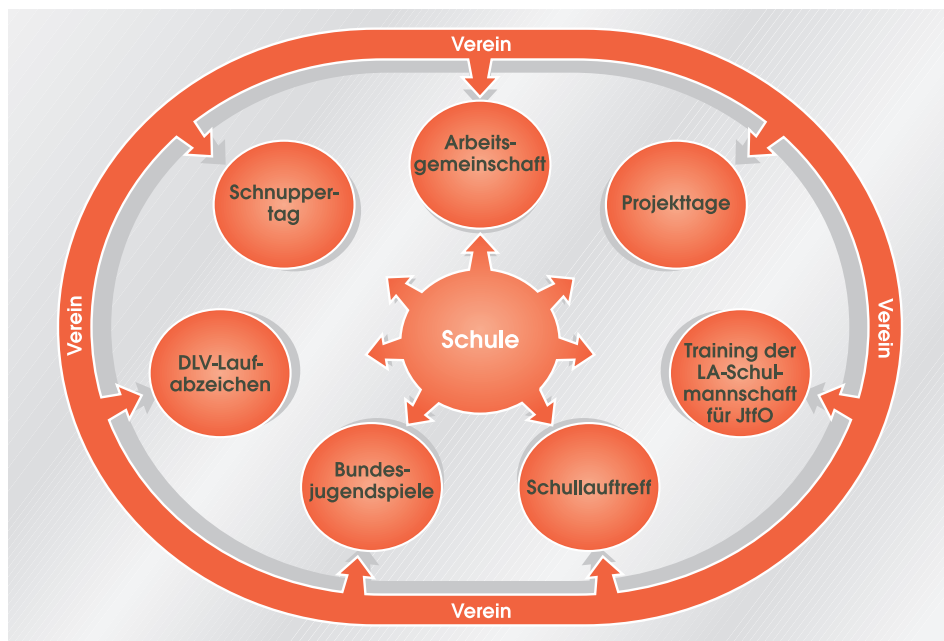 Verein
Arbeits-
gemeinschaft
Schnupper-
tag
Projekttage
Verein
Schule
Verein
DLV-Lauf-
abzeichen
Training der
LA-Schul-
mannschaft
für JtfO
Bundes-
jugendspiele
Schullauftreff
Verein